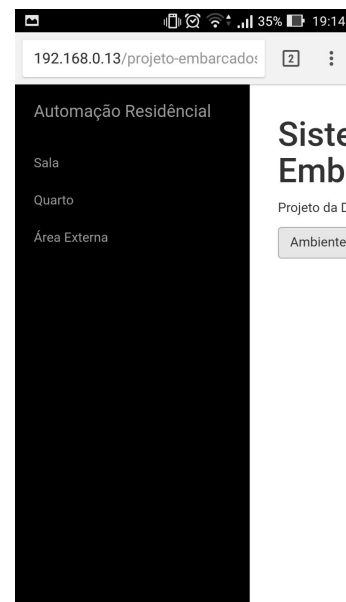 35% 19:14
192.168.0.13/projeto-embarcados
2
Automação Residêncial
Sala
Quarto
Área Externa
Siste
Emb
Projeto da D
Ambiente